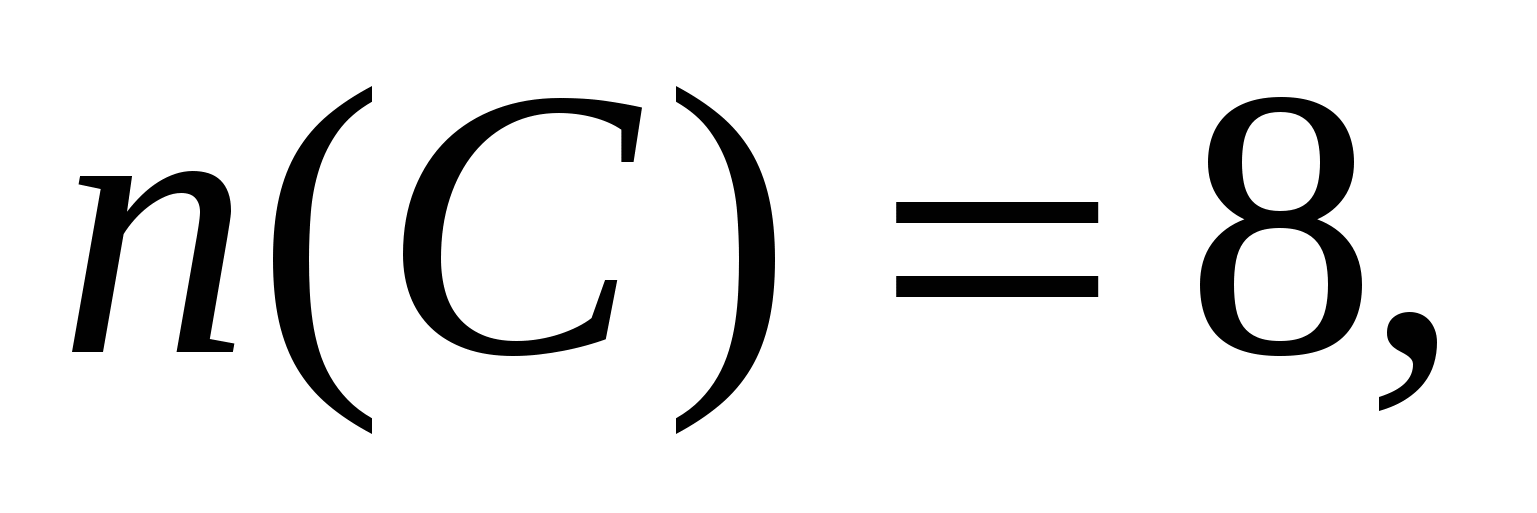 n(C) = 8,